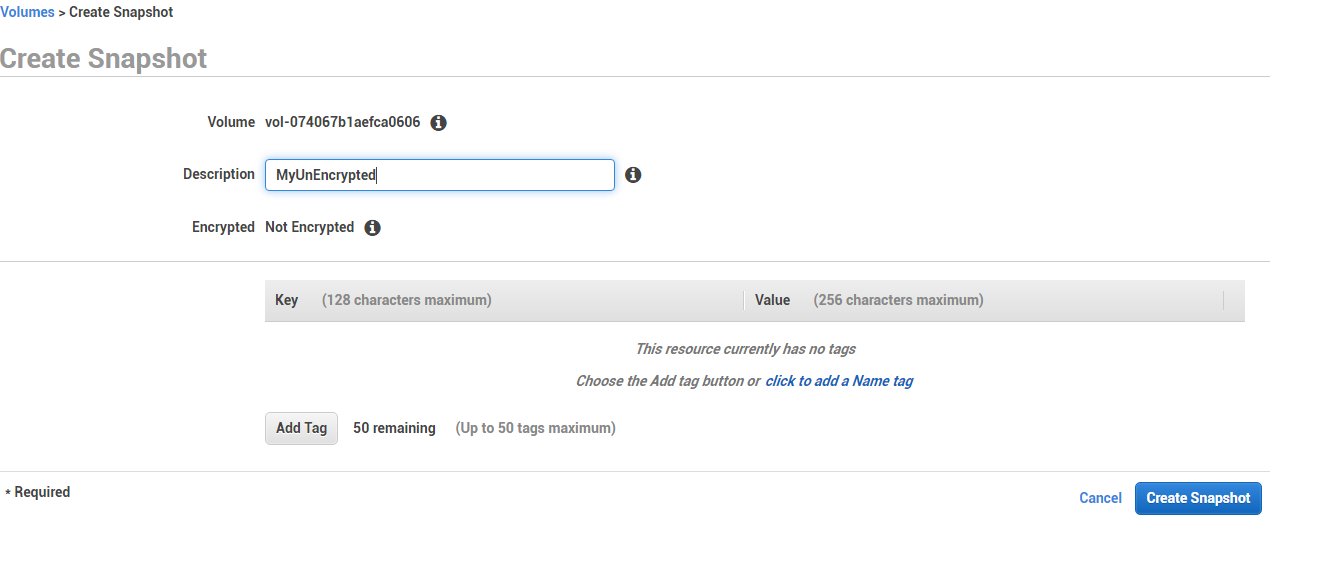 Volumes > Create Snapshot
Create Snapshot
Volume vol-074067b1aefca0606
Description MyUnEncrypted
Encrypted Not Encrypted
Key (128 characters maximum) Value (256 characters maximum)
This resource currently has no tags
Choose the Add tag button or click to add a Name tag
Add Tag 50 remaining (Up to 50 tags maximum)
* Required
Cancel Create Snapshot